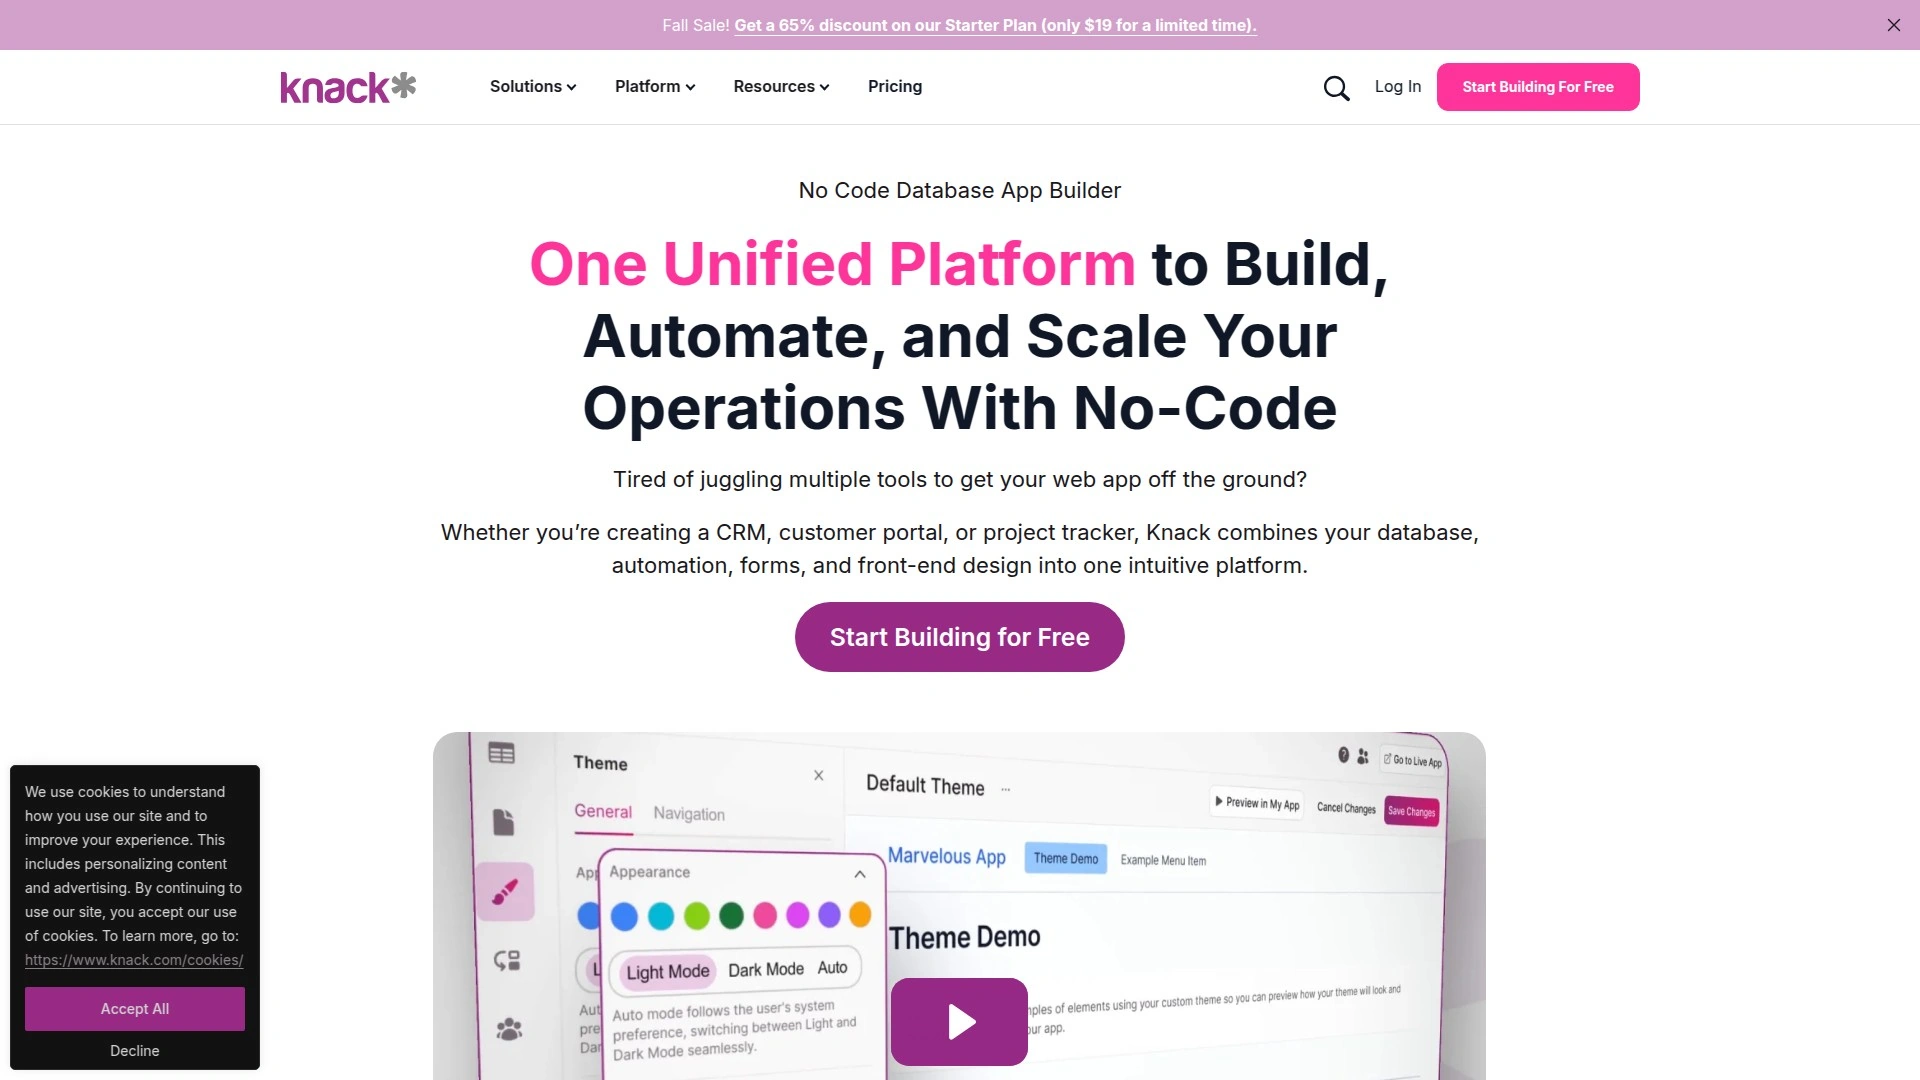 Fall Sale! Get a 65% discount on our Starter Plan (only $19 for a limited time).
knack*
Solutions
Platform
Resources
Pricing
Log In
Start Building For Free
No Code Database App Builder
One Unified Platform to Build,
Automate, and Scale Your
Operations With No-Code
Tired of juggling multiple tools to get your web app off the ground?
Whether you’re creating a CRM, customer portal, or project tracker, Knack combines your database,
automation, forms, and front-end design into one intuitive platform.
Start Building for Free
Theme
General
Navigation
Appearance
Light Mode
Dark Mode
Auto
Auto mode follows the user's system
preference, switching between Light and
Dark Mode seamlessly.
Default Theme
Go to Live App
Preview in My App
Cancel Changes
Save Changes
Marvelous App
Theme Demo
Example Menu Item
Theme Demo
of elements using your custom theme so you can preview how your theme will look and
app.
We use cookies to understand
how you use our site and to
improve your experience. This
includes personalizing content
and advertising. By continuing to
use our site, you accept our use
of cookies. To learn more, go to:
https://www.knack.com/cookies/
Accept All
Decline